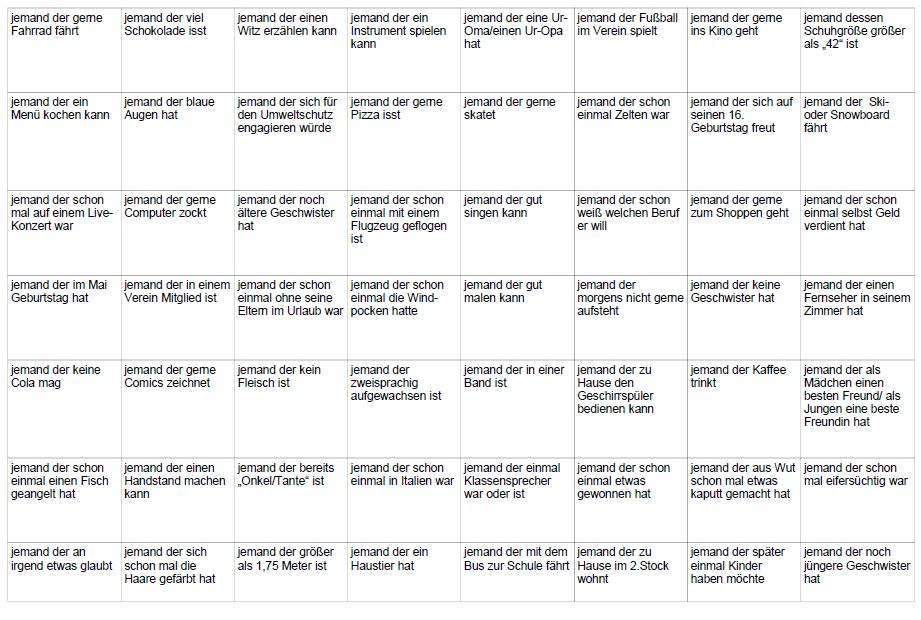 jemand der gerne
Fahrrad fährt
jemand der viel
Schokolade isst
jemand der einen
Witz erzählen kann
jemand der ein
Instrument spielen
kann
jemand der eine Ur-
Oma/einen Ur-Opa
hat
jemand der Fußball
im Verein spielt
jemand der gerne
ins Kino geht
jemand dessen
Schuhgröße größer
als „42“ ist
jemand der ein
Menü kochen kann
jemand der blaue
Augen hat
jemand der sich für
den Umweltschutz
engagieren würde
jemand der gerne
Pizza isst
jemand der gerne
skatet
jemand der schon
einmal Zelten war
jemand der sich auf
seinen 16.
Geburtstag freut
jemand der Ski-
oder Snowboard
fährt
jemand der schon
mal auf einem Live-
Konzert war
jemand der gerne
Computer zockt
jemand der noch
ältere Geschwister
hat
jemand der schon
einmal mit einem
Flugzeug geflogen
ist
jemand der gut
singen kann
jemand der schon
weiß welchen Beruf
er will
jemand der gerne
zum Shoppen geht
jemand der schon
einmal selbst Geld
verdient hat
jemand der im Mai
Geburtstag hat
jemand der in einem
Verein Mitglied ist
jemand der schon
einmal ohne seine
Eltern im Urlaub war
jemand der schon
einmal die Wind-
pocken hatte
jemand der gut
malen kann
jemand der
morgens nicht gerne
aufsteht
jemand der keine
Geschwister hat
jemand der einen
Fernseher in seinem
Zimmer hat
jemand der keine
Cola mag
jemand der gerne
Comics zeichnet
jemand der kein
Fleisch ist
jemand der
zweisprachig
aufgewachsen ist
jemand der in einer
Band ist
jemand der zu
Hause den
Geschirrspüler
bedienen kann
jemand der Kaffee
trinkt
jemand der als
Mädchen einen
besten Freund/ als
Jungen eine beste
Freundin hat
jemand der schon
einmal einen Fisch
geangelt hat
jemand der einen
Handstand machen
kann
jemand der bereits
„Onkel/Tante“ ist
jemand der schon
einmal in Italien war
jemand der einmal
Klassensprecher
war oder ist
jemand der schon
einmal etwas
gewonnen hat
jemand der aus Wut
schon mal etwas
kaputt gemacht hat
jemand der schon
mal eifersüchtig war
jemand der an
irgend etwas glaubt
jemand der sich
schon mal die
Haare gefärbt hat
jemand der größer
als 1,75 Meter ist
jemand der ein
Haustier hat
jemand der mit dem
Bus zur Schule fährt
jemand der zu
Hause im 2.Stock
wohnt
jemand der später
einmal Kinder
haben möchte
jemand der noch
jüngere Geschwister
hat